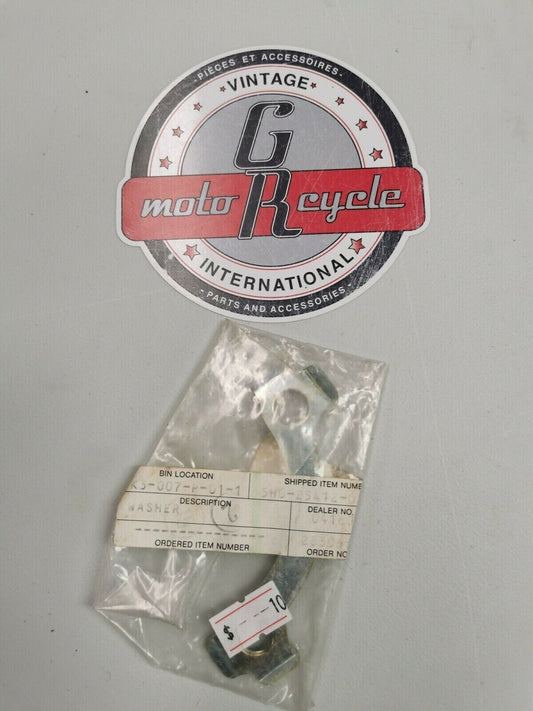 - PIÈCES ET ACCESSOIRES -
VINTAGE
G
moto R cycle
INTERNATIONAL
- PARTS AND ACCESSORIES -
BIN LOCATION
SHIPPED ITEM NUMBE
DESCRIPTION
DEALER NO.
WASHER
ORDERED ITEM NUMBER
ORDER NO
$ - --10